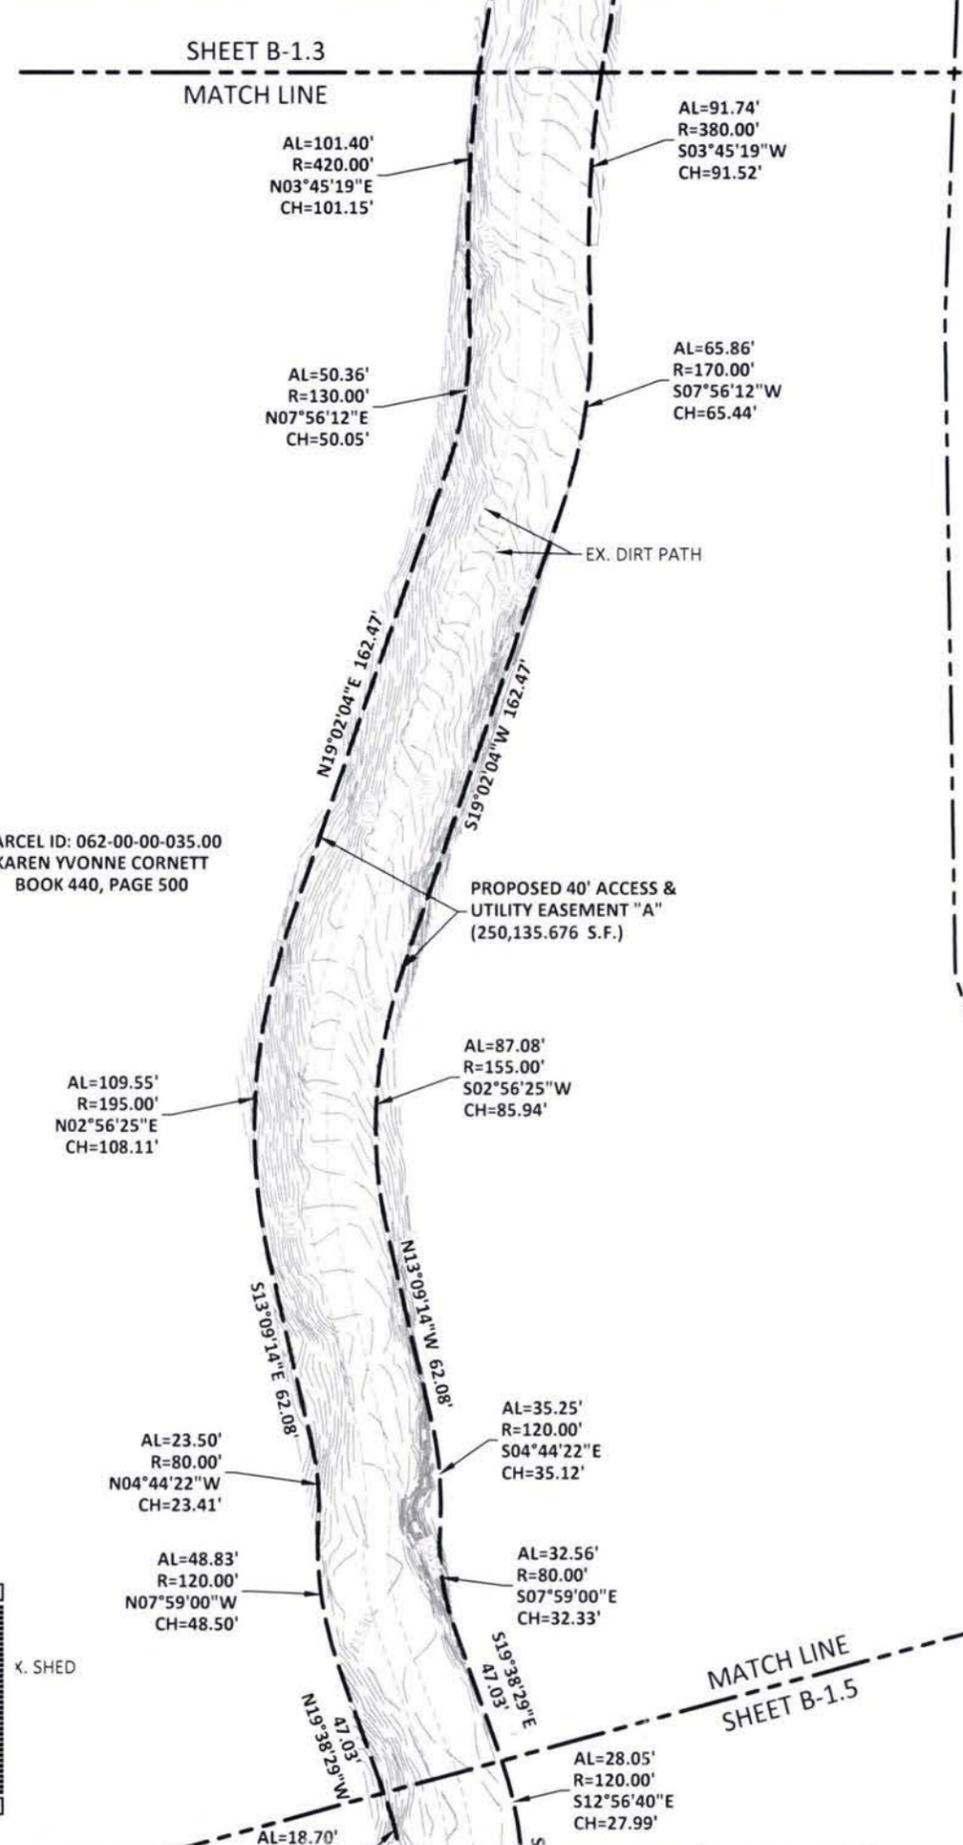 SHEET B-1.3
MATCH LINE
AL=101.40'
R=420.00'
N03°45'19"E
CH=101.15'
AL=91.74'
R=380.00'
S03°45'19"W
CH=91.52'
AL=50.36'
R=130.00'
N07°56'12"E
CH=50.05'
AL=65.86'
R=170.00'
S07°56'12"W
CH=65.44'
EX. DIRT PATH
N19°02'04"E 162.47'
S19°02'04"W 162.47'
ARCEL ID: 062-00-00-035.00
KAREN YVONNE CORNETT
BOOK 440, PAGE 500
PROPOSED 40' ACCESS &
UTILITY EASEMENT "A"
(250,135.676 S.F.)
AL=109.55'
R=195.00'
N02°56'25"E
CH=108.11'
AL=87.08'
R=155.00'
S02°56'25"W
CH=85.94'
S13°09'14"E 62.08'
N13°09'14"W 62.08'
AL=23.50'
R=80.00'
N04°44'22"W
CH=23.41'
AL=35.25'
R=120.00'
S04°44'22"E
CH=35.12'
AL=48.83'
R=120.00'
N07°59'00"W
CH=48.50'
AL=32.56'
R=80.00'
S07°59'00"E
CH=32.33'
X. SHED
S19°38'29"E
47.03'
47.03'
N19°38'29"W
MATCH LINE
SHEET B-1.5
AL=28.05'
R=120.00'
S12°56'40"E
CH=27.99'
AL=18.70'
S